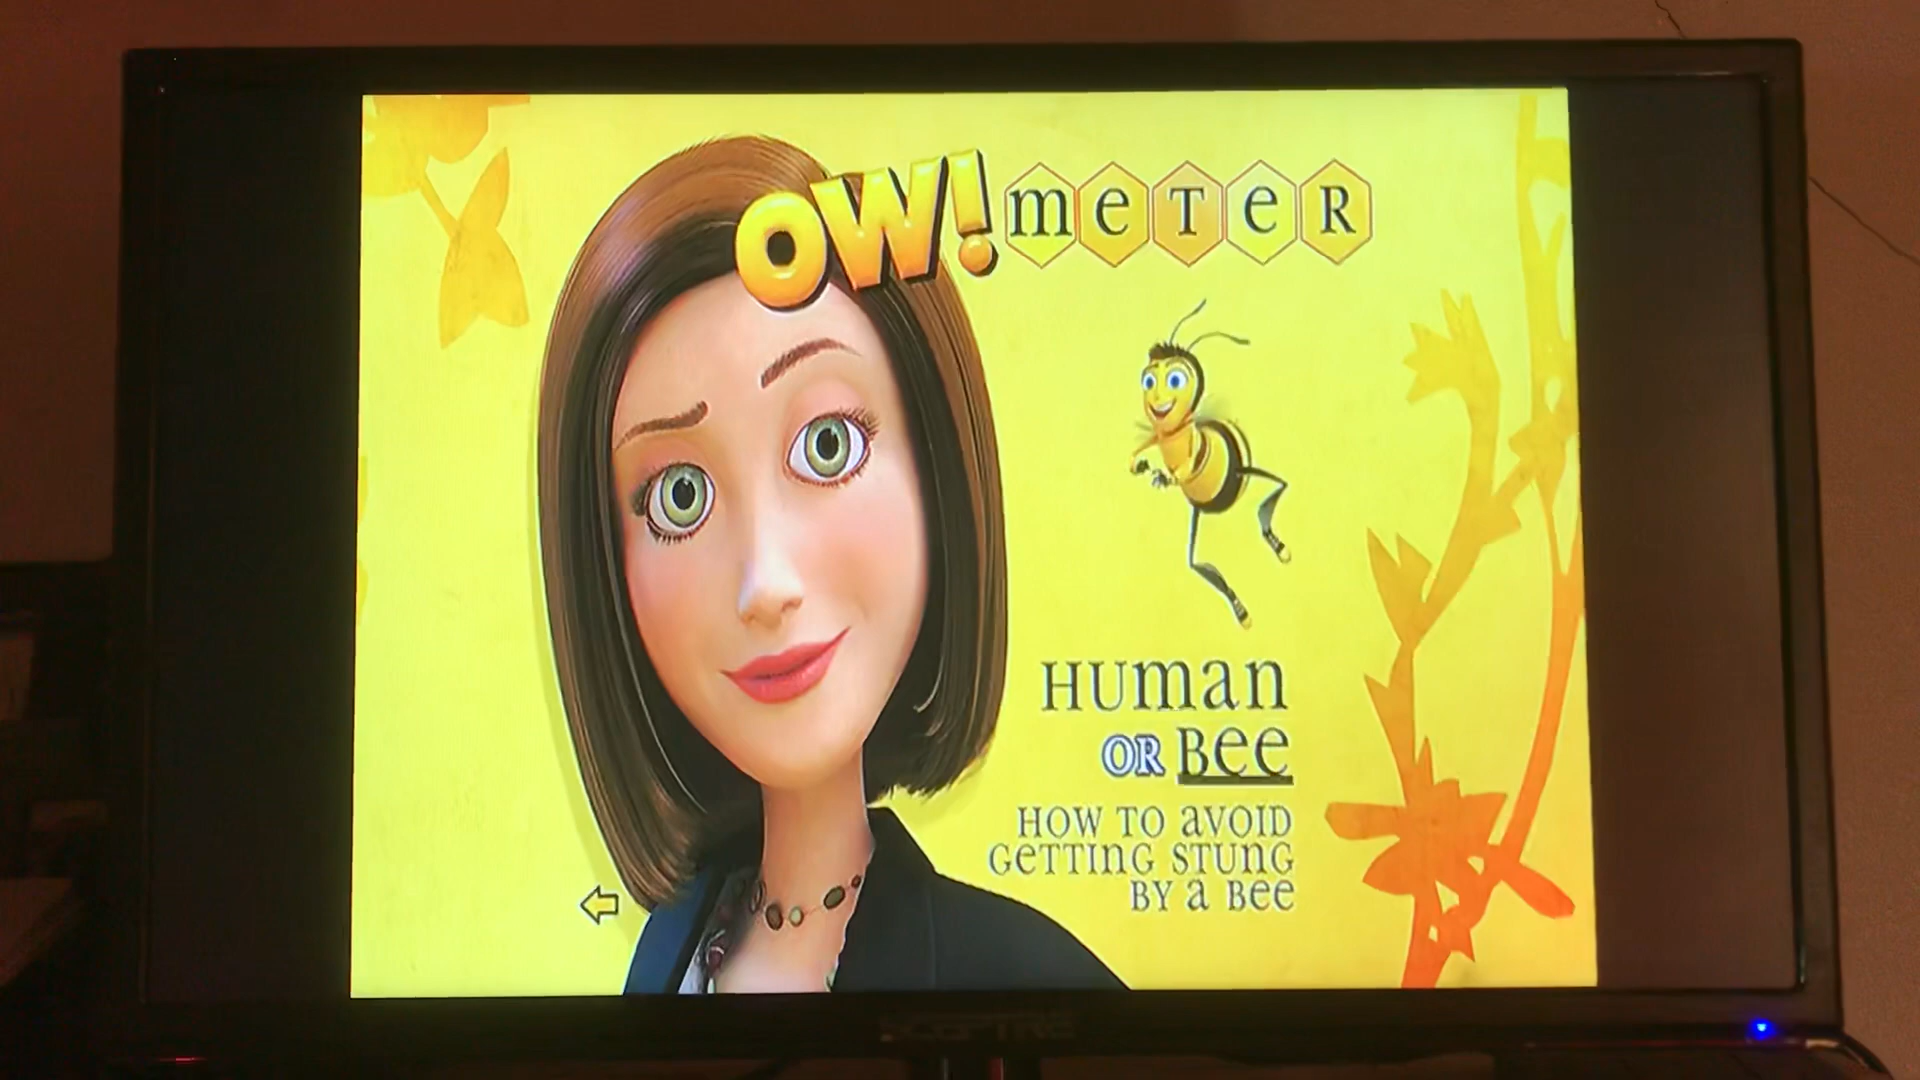 OW! meTeR
HUman
OR Bee
HOW TO aVOID
GeTTInG STUnG
BY a Bee
SCEPTRE